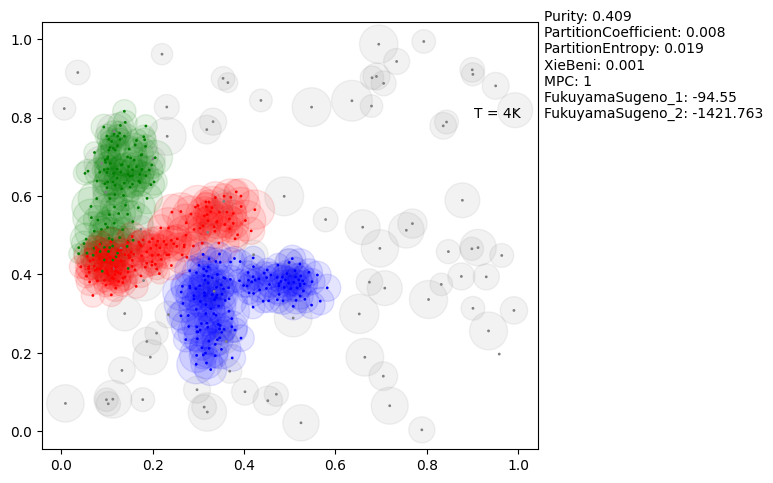 Purity: 0.409
PartitionCoefficient: 0.008
PartitionEntropy: 0.019
XieBeni: 0.001
MPC: 1
FukuyamaSugeno_1: -94.55
FukuyamaSugeno_2: -1421.763
T = 4K
1.0
0.8
0.6
0.4
0.2
0.0
0.0 0.2 0.4 0.6 0.8 1.0